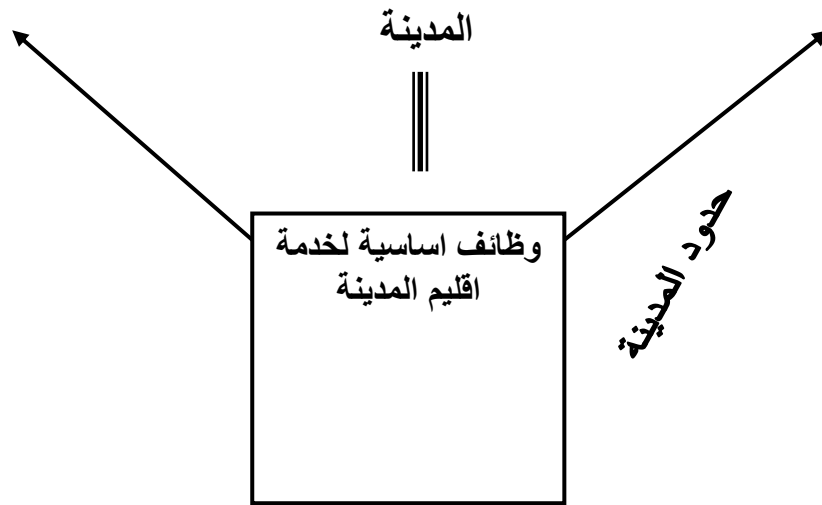 المدينة
وظائف اساسية لخدمة
اقليم المدينة
حدود المدينة